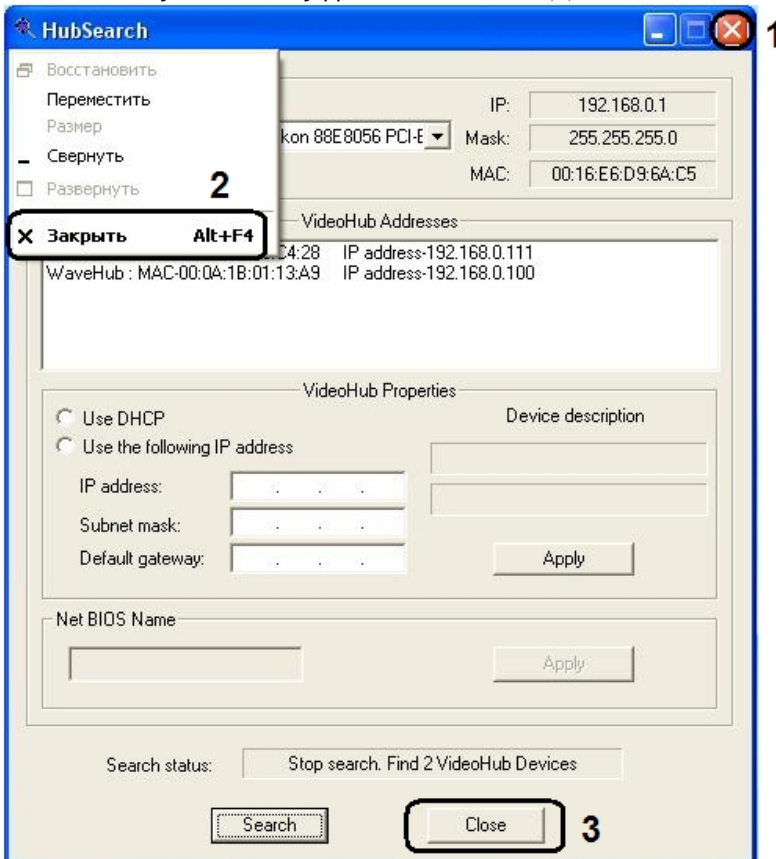 HubSearch
1
Восстановить
Переместить
Размер
Свернуть
Развернуть
2
Закрыть Alt+F4
IP: 192.168.0.1
kon 88E8056 PCI-E
Mask: 255.255.255.0
MAC: 00:16:E6:D9:6A:C5
VideoHub Addresses
C4:28 IP address-192.168.0.111
WaveHub : MAC-00:0A:1B:01:13:A9 IP address-192.168.0.100
VideoHub Properties
Use DHCP
Device description
Use the following IP address
IP address:
Subnet mask:
Default gateway:
Apply
Net BIOS Name
Apply
Search status: Stop search. Find 2 VideoHub Devices
Search
Close
3